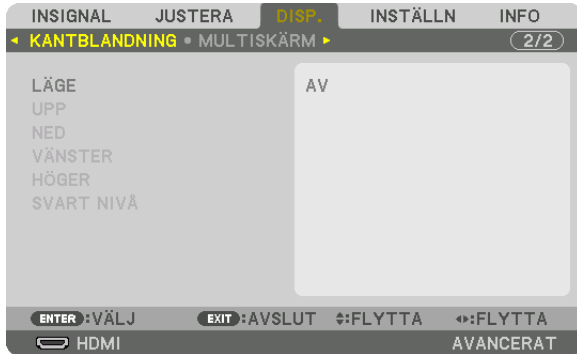 INSIGNAL JUSTERA DISP. INSTÄLLN INFO
◄ KANTBLANDNING • MULTISKÄRM ► 2/2
LÄGE AV
UPP
NED
VÄNSTER
HÖGER
SVART NIVÅ
ENTER :VÄLJ EXIT :AVSLUT :FLYTTA :FLYTTA
HDMI AVANCERAT